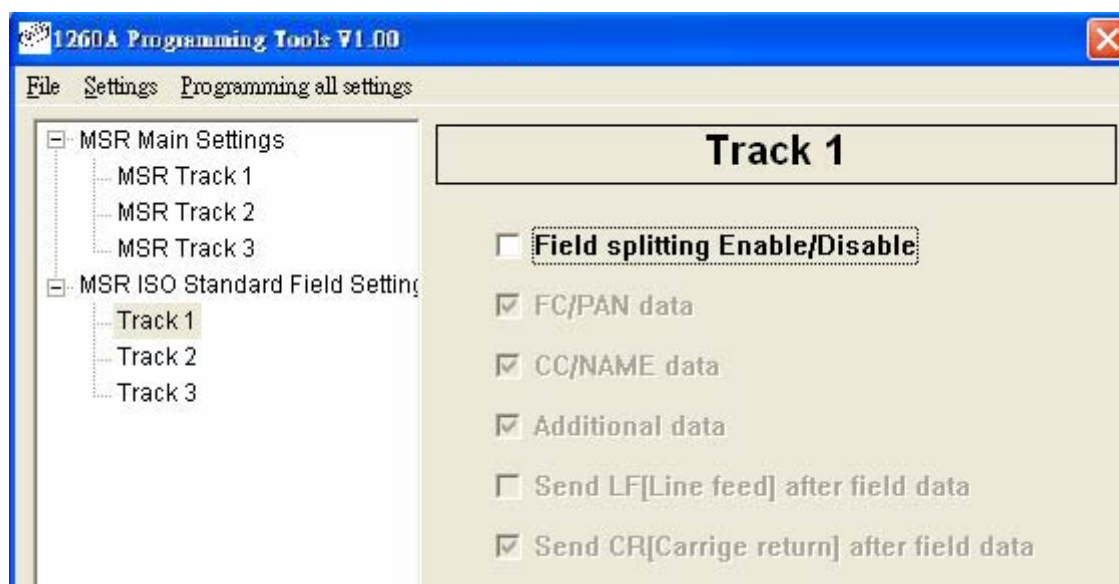 1260A Programming Tools V1.00
File Settings Programming all settings
MSR Main Settings
MSR Track 1
MSR Track 2
MSR Track 3
MSR ISO Standard Field Setting
Track 1
Track 2
Track 3
Track 1
Field splitting Enable/Disable
FC/PAN data
CC/NAME data
Additional data
Send LF[Line feed] after field data
Send CR[Carrige return] after field data